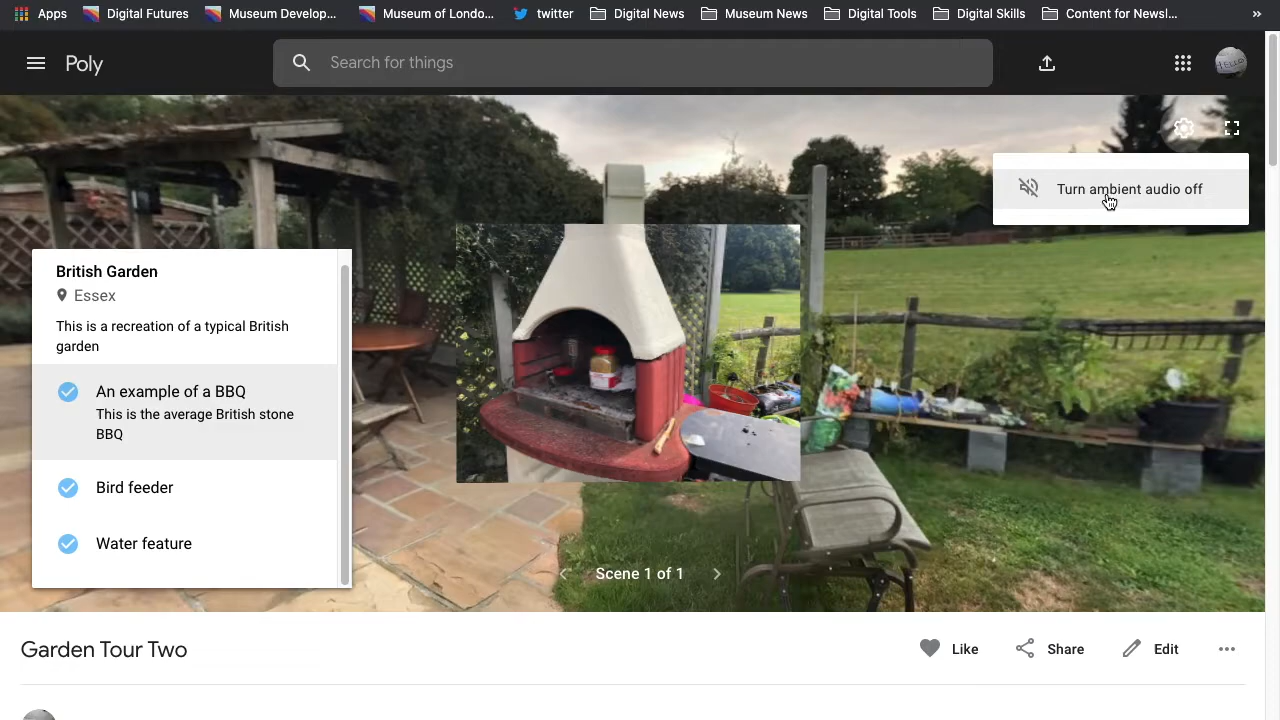 Apps Digital Futures Museum Develop... Museum of Londo... twitter Digital News Museum News Digital Tools Digital Skills Content for Newsl... »
Poly Search for things HELLO
Turn ambient audio off
British Garden
Essex
This is a recreation of a typical British
garden
An example of a BBQ
This is the average British stone
BBQ
Bird feeder
Water feature
Scene 1 of 1
Garden Tour Two Like Share Edit